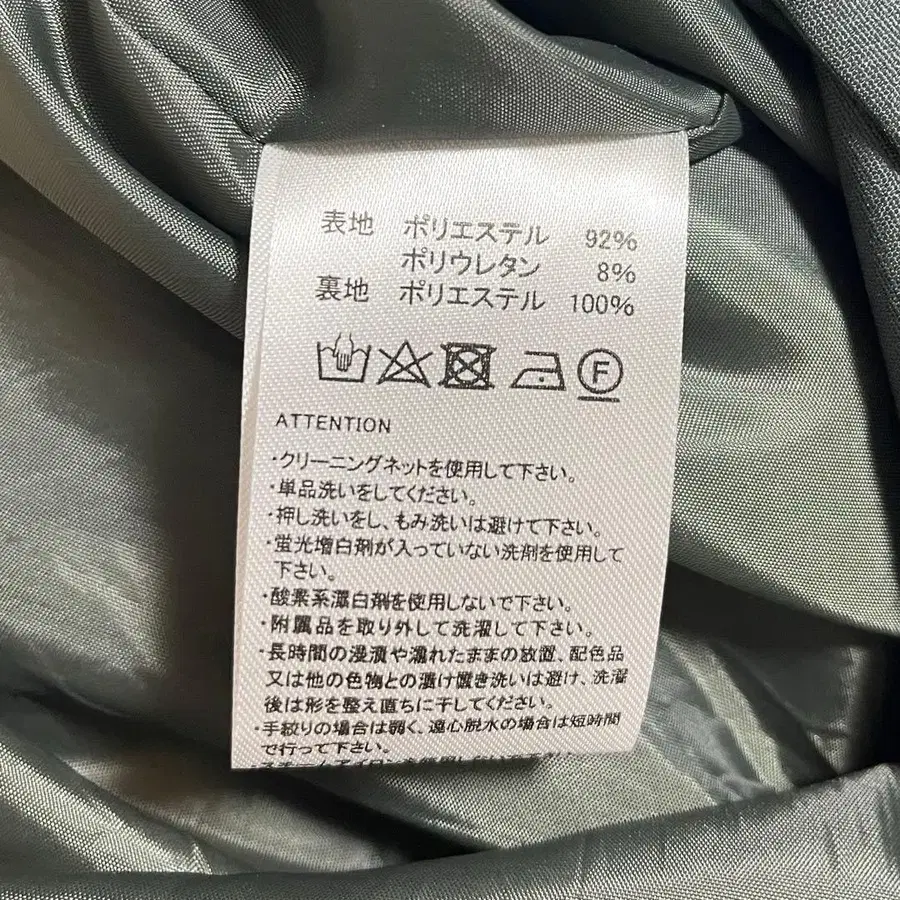 表地 ポリエステル 92%
ポリウレタン 8%
裏地 ポリエステル 100%
F
ATTENTION
・クリーニングネットを使用して下さい。
・単品洗いをしてください。
・押し洗いをし、もみ洗いは避けて下さい。
・蛍光増白剤が入っていない洗剤を使用して
下さい。
・酸素系漂白剤を使用しないで下さい。
・附属品を取り外して洗濯して下さい。
・長時間の浸漬や濡れたままの放置、配色品
又は他の色物との漬け置き洗いは避け、洗濯
後は形を整え直ちに干してください。
・手絞りの場合は弱く、遠心脱水の場合は短時間
で行って下さい。